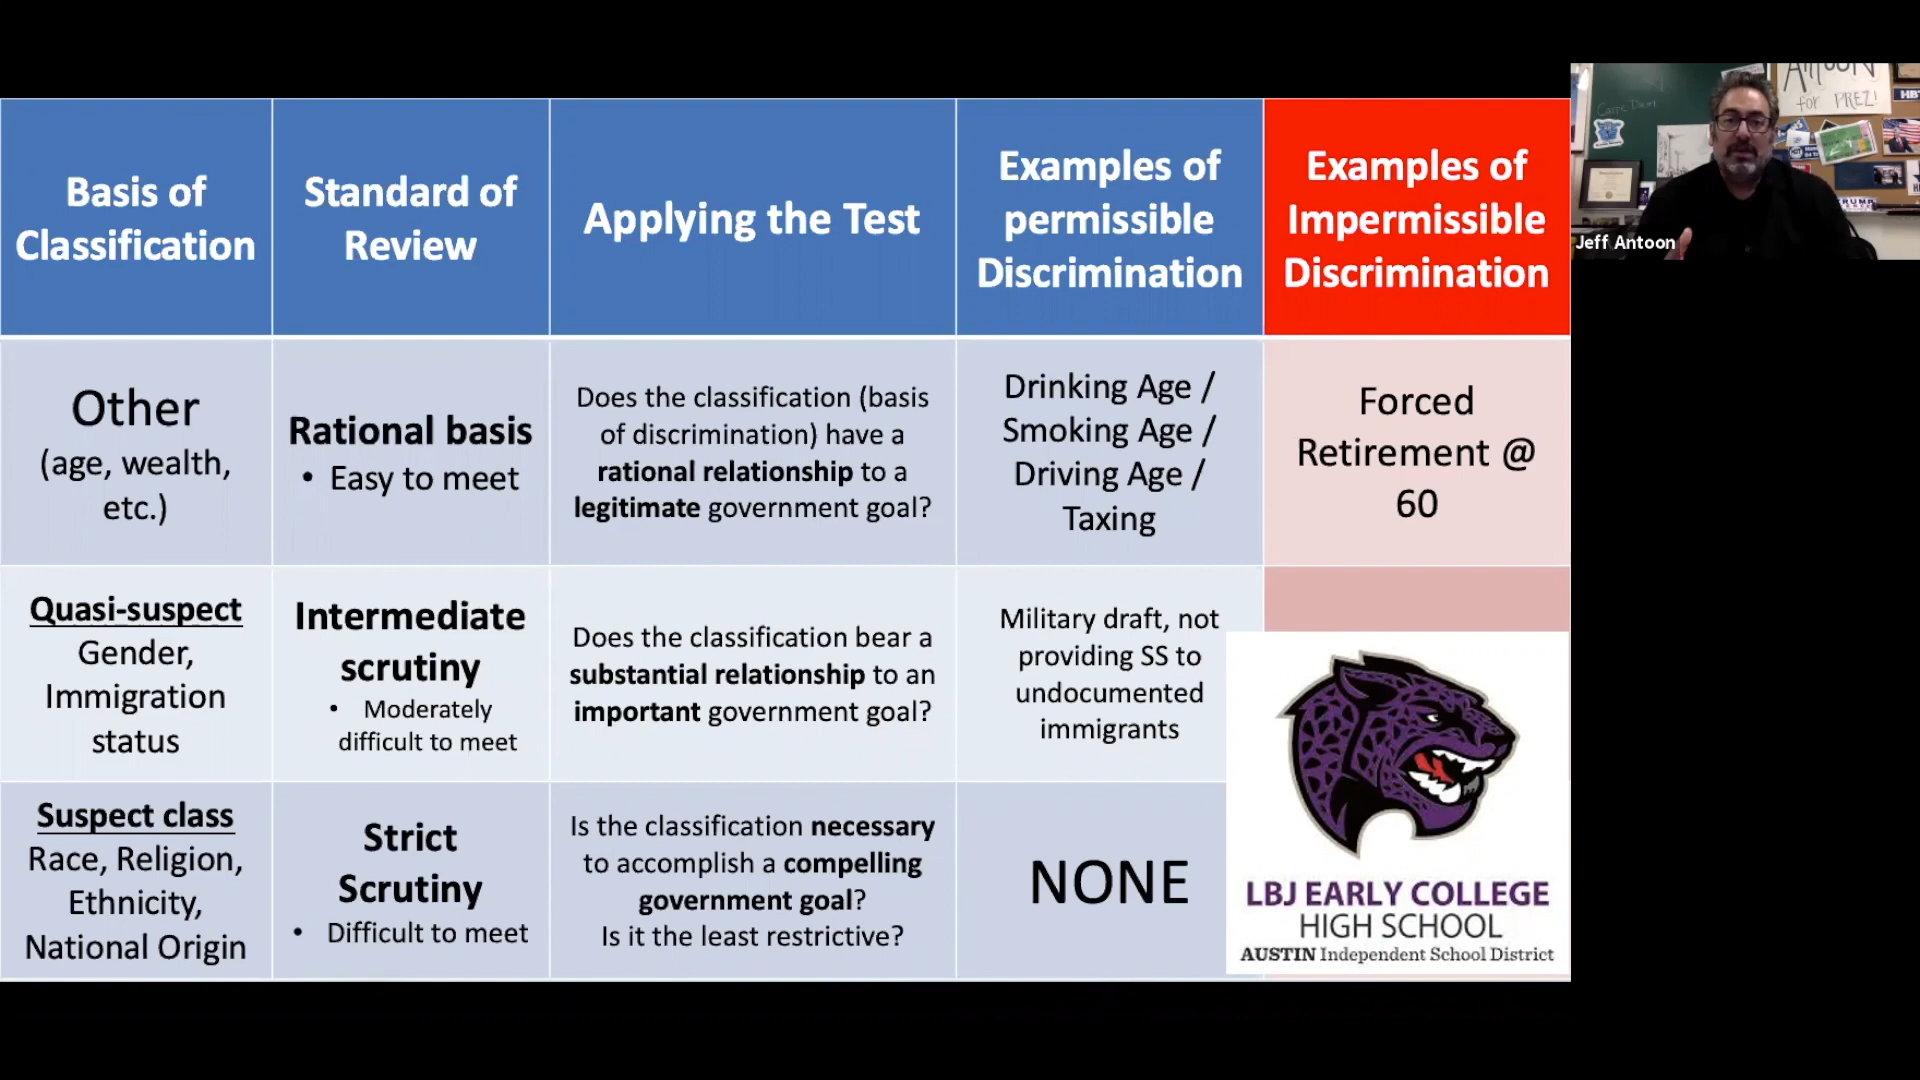 Basis of
Classification
Standard of
Review
Applying the Test
Examples of
permissible
Discrimination
Examples of
Impermissible
Discrimination
Other
(age, wealth,
etc.)
Rational basis
• Easy to meet
Does the classification (basis
of discrimination) have a
rational relationship to a
legitimate government goal?
Drinking Age /
Smoking Age /
Driving Age /
Taxing
Forced
Retirement @
60
Quasi-suspect
Gender,
Immigration
status
Intermediate
scrutiny
• Moderately
difficult to meet
Does the classification bear a
substantial relationship to an
important government goal?
Military draft, not
providing SS to
undocumented
immigrants
Suspect class
Race, Religion,
Ethnicity,
National Origin
Strict
Scrutiny
• Difficult to meet
Is the classification necessary
to accomplish a compelling
government goal?
Is it the least restrictive?
NONE
LBJ EARLY COLLEGE
HIGH SCHOOL
AUSTIN Independent School District
Carpe Diem
ANTOON
for PREZ!
Jeff Antoon